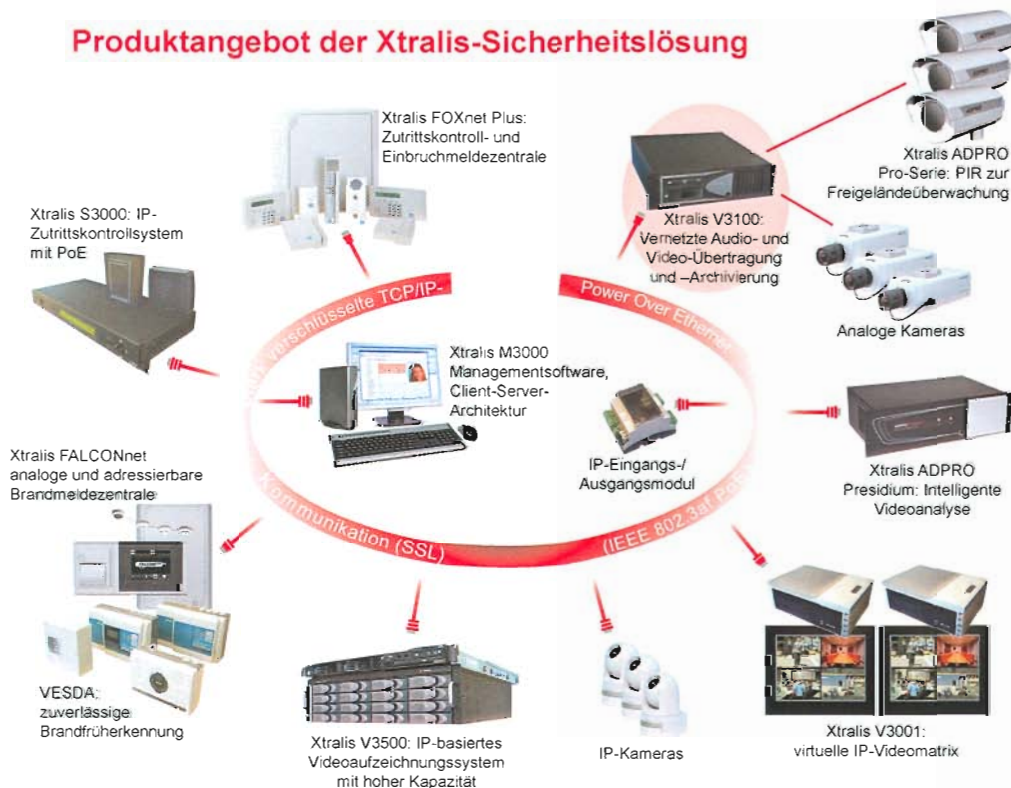 Produktangebot der Xtralis-Sicherheitslösung
Xtralis FOXnet Plus:
Zutrittskontroll- und
Einbruchmeldezentrale
Xtralis ADPRO
Pro-Serie: PIR zur
Freigeländeüberwachung
Xtralis V3100:
Vernetzte Audio- und
Video-Übertragung
und –Archivierung
Xtralis S3000: IP-
Zutrittskontrollsystem
mit PoE
Analoge Kameras
verschlüsselte TCP/IP-
Power Over Ethernet
Xtralis M3000
Managementsoftware,
Client-Server-
Architektur
IP-Eingangs-/
Ausgangsmodul
Xtralis ADPRO
Presidium: Intelligente
Videoanalyse
Xtralis FALCONnet
analoge und adressierbare
Brandmeldezentrale
Kommunikation (SSL)
(IEEE 802.3af PoE)
VESDA:
zuverlässige
Brandfrüherkennung
Xtralis V3500: IP-basiertes
Videoaufzeichnungssystem
mit hoher Kapazität
IP-Kameras
Xtralis V3001:
virtuelle IP-Videomatrix